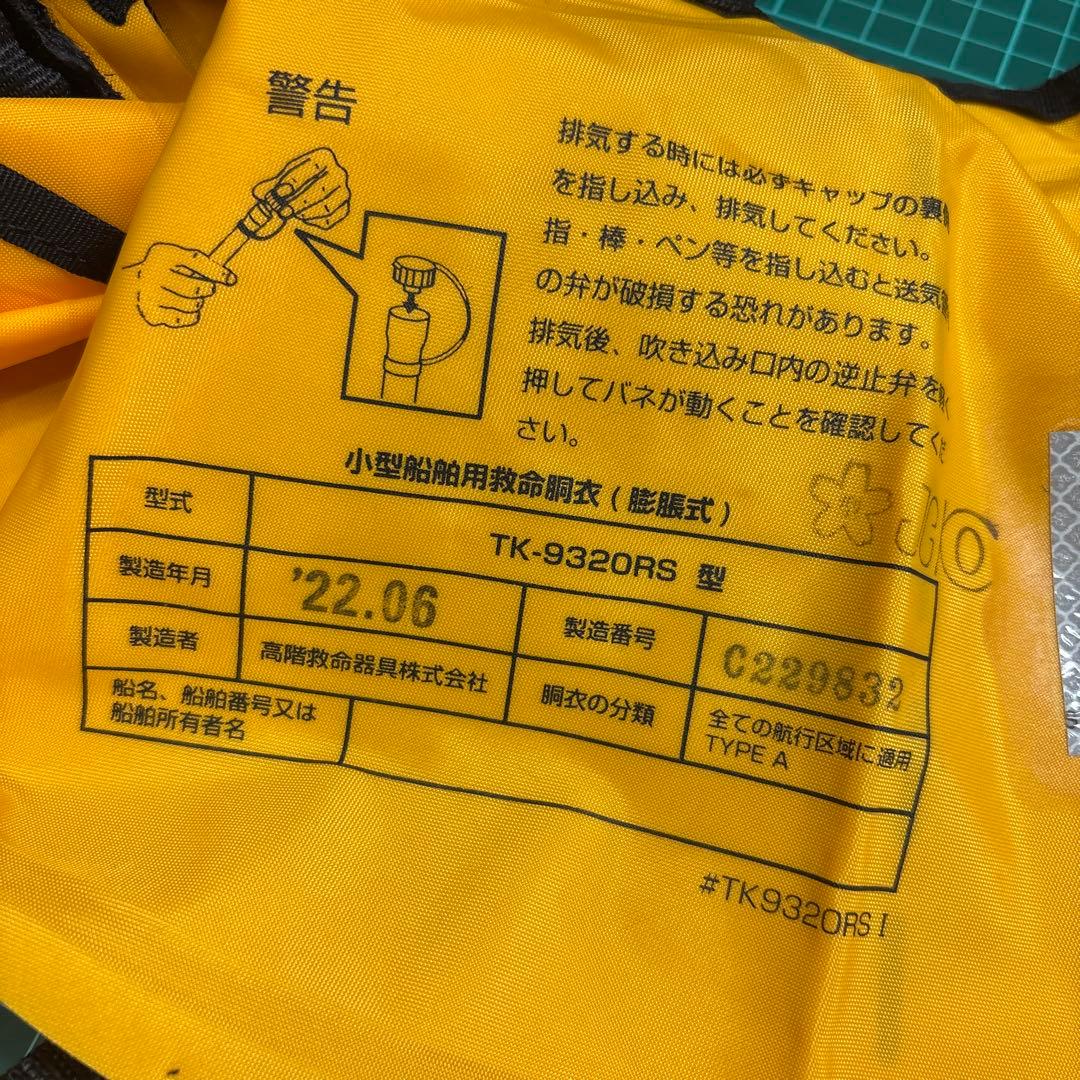 警告
排気する時には必ずキャップの裏
を指し込み、排気してください。
指・棒・ペン等を指し込むと送気
の弁が破損する恐れがあります。
排気後、吹き込み口内の逆止弁を
押してバネが動くことを確認してくだ
さい。
小型船舶用救命胴衣(膨脹式)
型式 TK-9320RS 型
製造年月 '22.06 製造番号 C229832
製造者 高階救命器具株式会社 胴衣の分類 全ての航行区域に適用
TYPE A
船名、船舶番号又は
船舶所有者名
#TK9320RS I